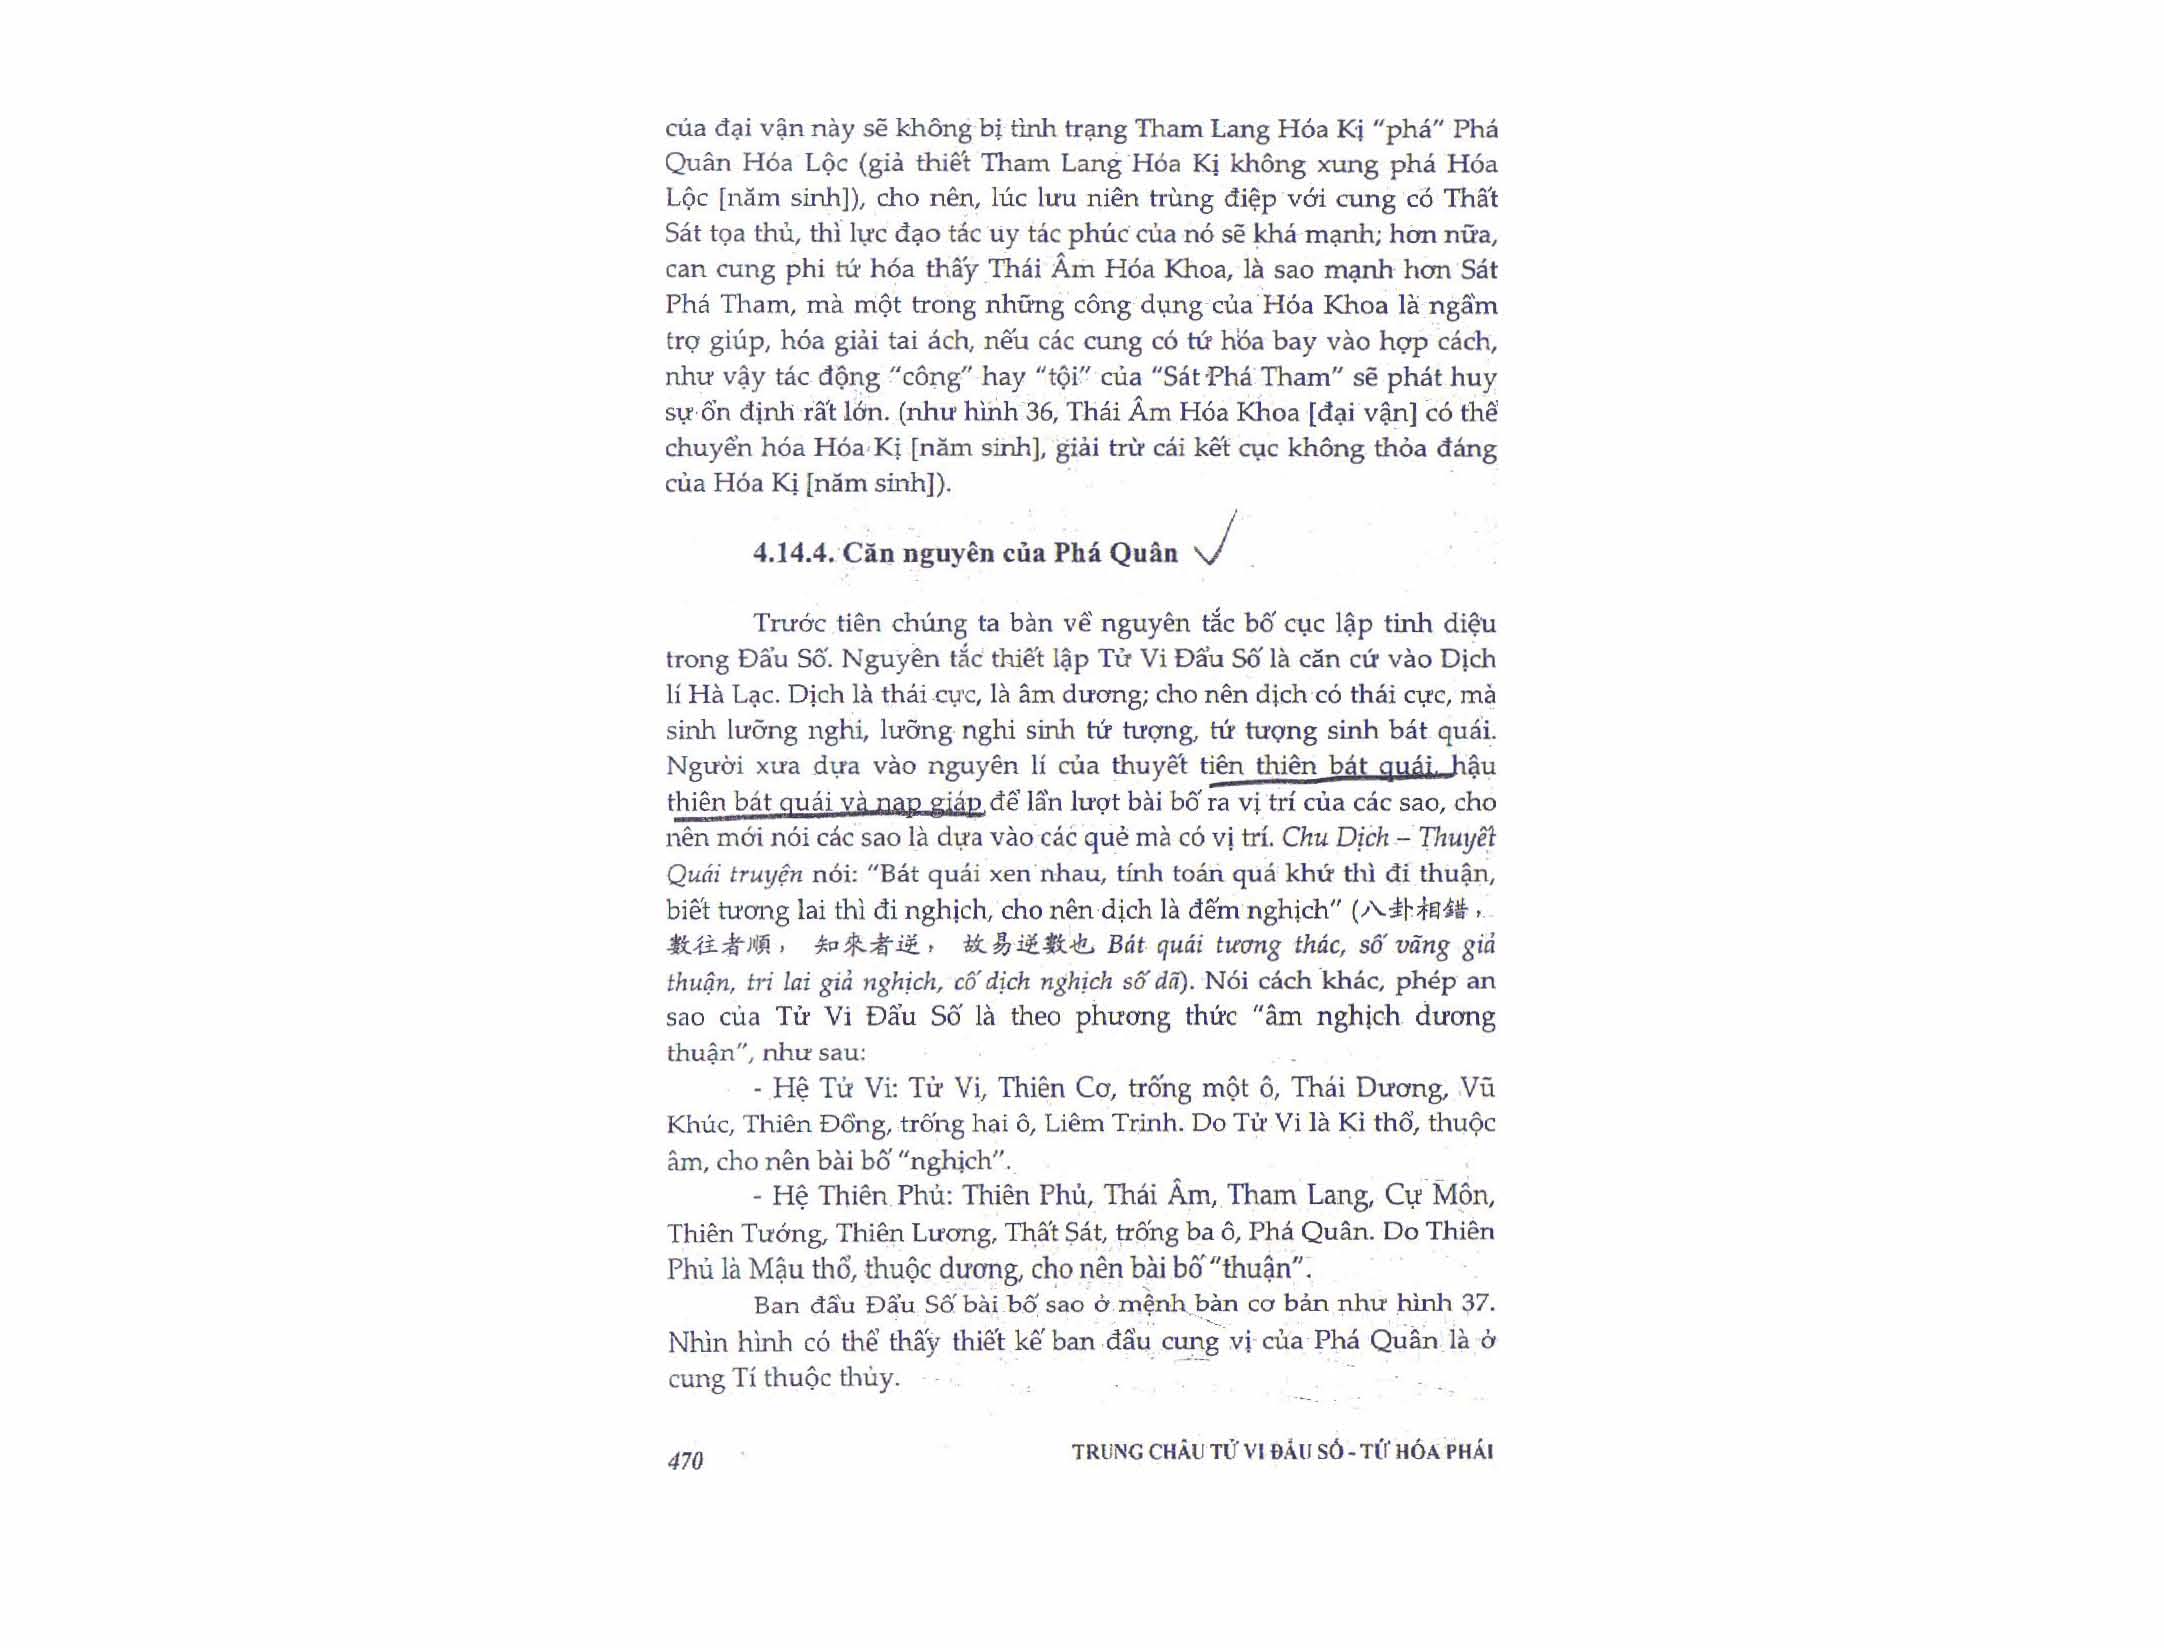 của đại vận này sẽ không bị tình trạng Tham Lang Hóa Kị "phá" Phá
Quân Hóa Lộc (giả thiết Tham Lang Hóa Kị không xung phá Hóa
Lộc [năm sinh]), cho nên, lúc lưu niên trùng điệp với cung có Thất
Sát tọa thủ, thì lực đạo tác uy tác phúc của nó sẽ khá mạnh; hơn nữa,
can cung phi tứ hóa thấy Thái Âm Hóa Khoa, là sao mạnh hơn Sát
Phá Tham, mà một trong những công dụng của Hóa Khoa là ngầm
trợ giúp, hóa giải tai ách, nếu các cung có tứ hóa bay vào hợp cách,
như vậy tác động "công" hay "tội" của "Sát Phá Tham" sẽ phát huy
sự ổn định rất lớn. (như hình 36, Thái Âm Hóa Khoa [đại vận] có thể
chuyển hóa Hóa Kị [năm sinh], giải trừ cái kết cục không thỏa đáng
của Hóa Kị [năm sinh]).
4.14.4. Căn nguyên của Phá Quân
Trước tiên chúng ta bàn về nguyên tắc bố cục lập tinh diệu
trong Đẩu Số. Nguyên tắc thiết lập Tử Vi Đẩu Số là căn cứ vào Dịch
lí Hà Lạc. Dịch là thái cực, là âm dương; cho nên dịch có thái cực, mà
sinh lưỡng nghi, lưỡng nghi sinh tứ tượng, tứ tượng sinh bát quái.
Người xưa dựa vào nguyên lí của thuyết tiên thiên bát quái, hậu
thiên bát quái và nạp giáp để lần lượt bài bố ra vị trí của các sao, cho
nên mới nói các sao là dựa vào các quẻ mà có vị trí. Chu Dịch – Thuyết
Quái truyện nói: "Bát quái xen nhau, tính toán quá khứ thì đi thuận,
biết tương lai thì đi nghịch, cho nên dịch là đếm nghịch" (八卦相錯，
數往者順， 知來者逆， 故易逆數也 Bát quái tương thác, số vãng giả
thuận, tri lai giả nghịch, cố dịch nghịch số dã). Nói cách khác, phép an
sao của Tử Vi Đẩu Số là theo phương thức "âm nghịch dương
thuận", như sau:
- Hệ Tử Vi: Tử Vi, Thiên Cơ, trống một ô, Thái Dương, Vũ
Khúc, Thiên Đồng, trống hai ô, Liêm Trinh. Do Tử Vi là Kỉ thổ, thuộc
âm, cho nên bài bố "nghịch".
- Hệ Thiên Phủ: Thiên Phủ, Thái Âm, Tham Lang, Cự Môn,
Thiên Tướng, Thiên Lương, Thất Sát, trống ba ô, Phá Quân. Do Thiên
Phủ là Mậu thổ, thuộc dương, cho nên bài bố "thuận".
Ban đầu Đẩu Số bài bố sao ở mệnh bàn cơ bản như hình 37.
Nhìn hình có thể thấy thiết kế ban đầu cung vị của Phá Quân là ở
cung Tí thuộc thủy.
470
TRUNG CHÂU TỬ VI ĐẨU SỐ - TỨ HÓA PHÁI